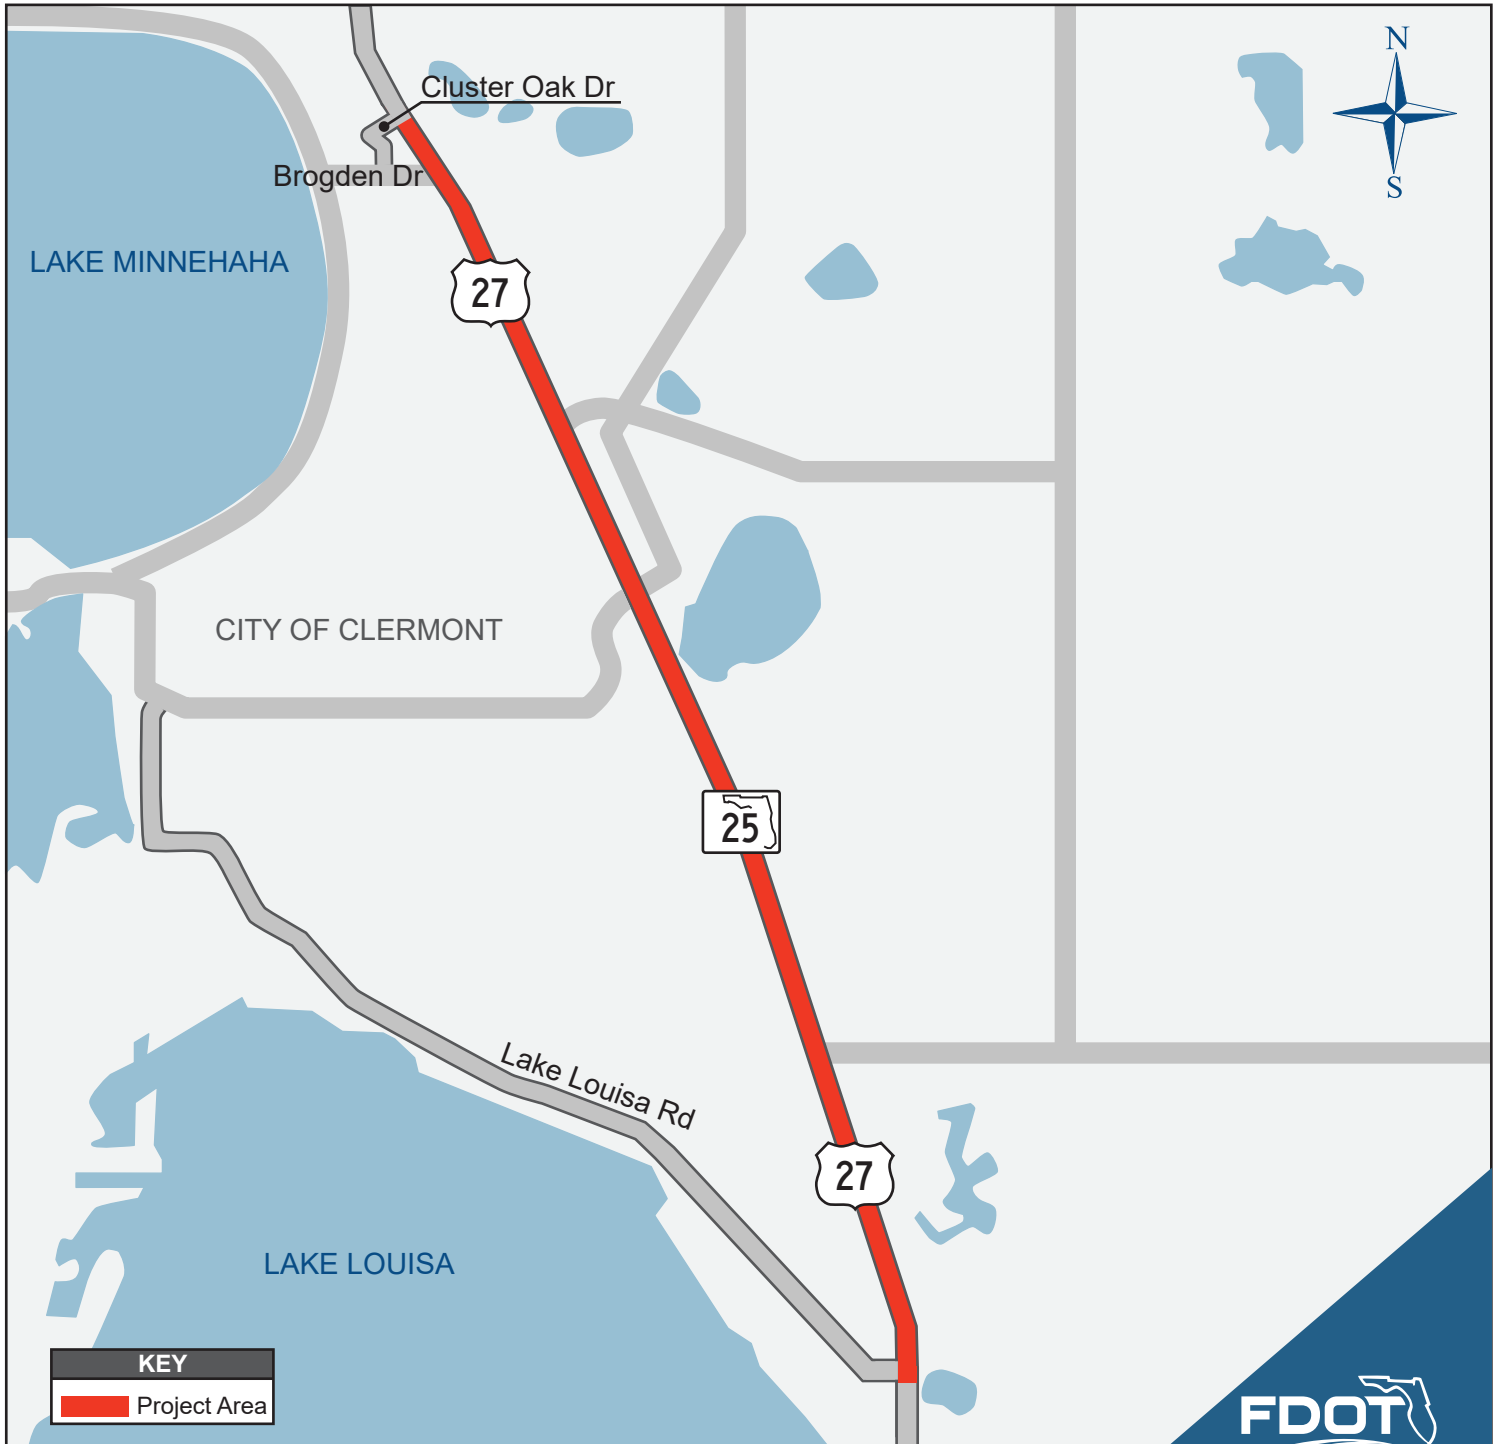 N
Cluster Oak Dr
Brogden Dr
S
LAKE MINNEHAHA
27
CITY OF CLERMONT
25
Lake Louisa Rd
27
LAKE LOUISA
KEY
Project Area
FDOT